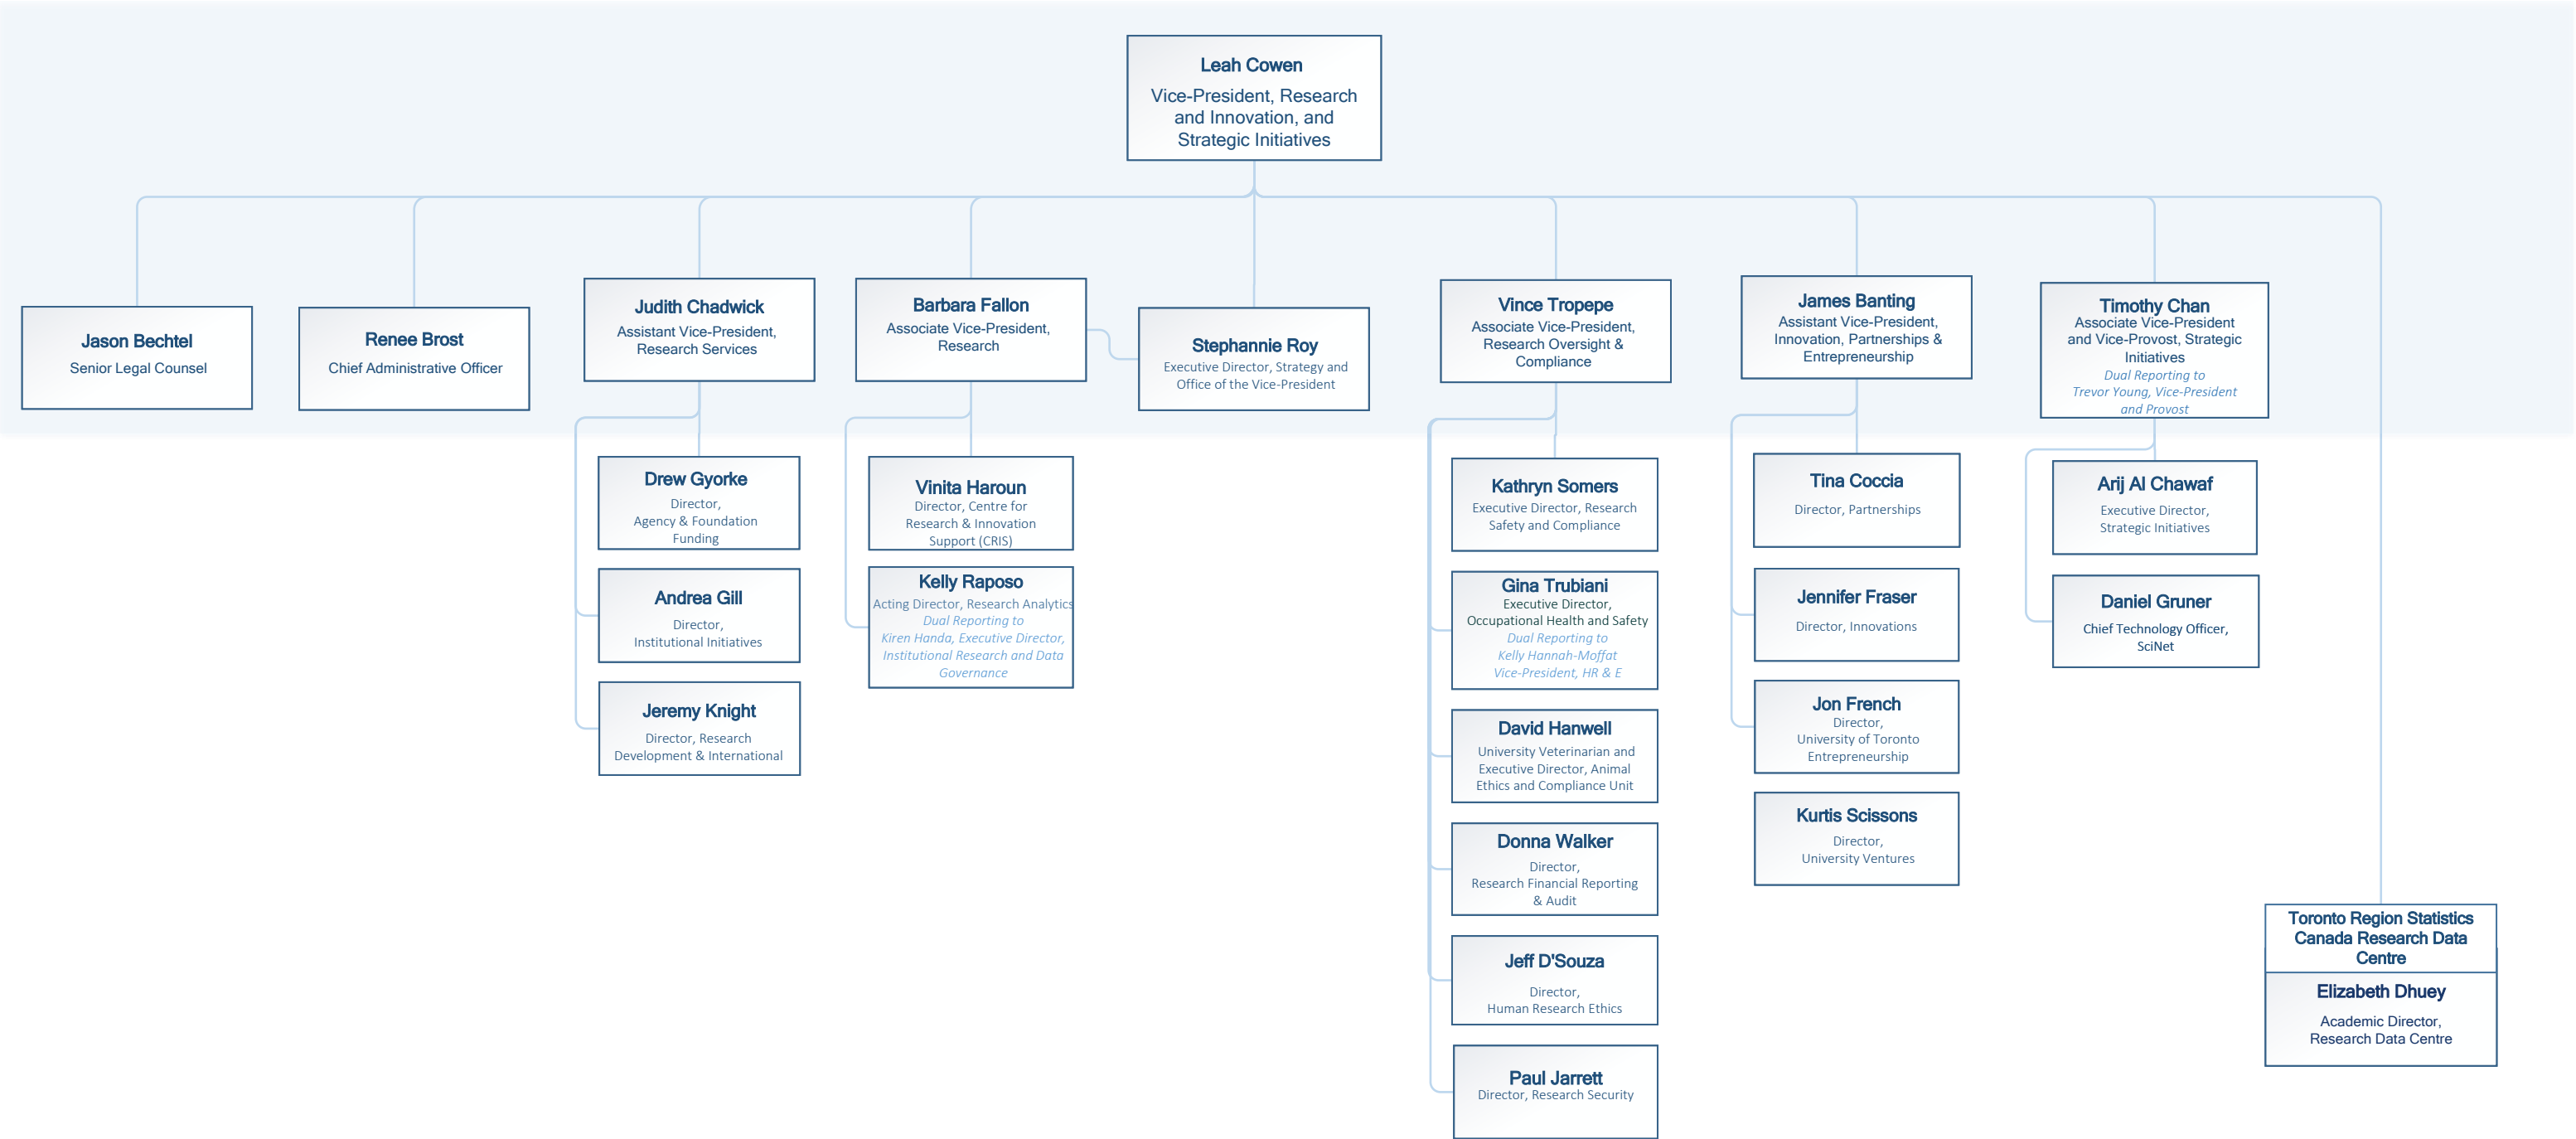 Leah Cowen
Vice-President, Research
and Innovation, and
Strategic Initiatives
Jason Bechtel
Senior Legal Counsel
Renee Brost
Chief Administrative Officer
Judith Chadwick
Assistant Vice-President,
Research Services
Barbara Fallon
Associate Vice-President,
Research
Stephannie Roy
Executive Director, Strategy and
Office of the Vice-President
Vince Tropepe
Associate Vice-President,
Research Oversight &
Compliance
James Banting
Assistant Vice-President,
Innovation, Partnerships &
Entrepreneurship
Timothy Chan
Associate Vice-President
and Vice-Provost, Strategic
Initiatives
Dual Reporting to
Trevor Young, Vice-President
and Provost
Drew Gyorke
Director,
Agency & Foundation
Funding
Andrea Gill
Director,
Institutional Initiatives
Jeremy Knight
Director, Research
Development & International
Vinita Haroun
Director, Centre for
Research & Innovation
Support (CRIS)
Kelly Raposo
Acting Director, Research Analytics
Dual Reporting to
Kiren Handa, Executive Director,
Institutional Research and Data
Governance
Kathryn Somers
Executive Director, Research
Safety and Compliance
Gina Trubiani
Executive Director,
Occupational Health and Safety
Dual Reporting to
Kelly Hannah-Moffat
Vice-President, HR & E
David Hanwell
University Veterinarian and
Executive Director, Animal
Ethics and Compliance Unit
Donna Walker
Director,
Research Financial Reporting
& Audit
Jeff D'Souza
Director,
Human Research Ethics
Paul Jarrett
Director, Research Security
Tina Coccia
Director, Partnerships
Jennifer Fraser
Director, Innovations
Jon French
Director,
University of Toronto
Entrepreneurship
Kurtis Scissons
Director,
University Ventures
Arij Al Chawaf
Executive Director,
Strategic Initiatives
Daniel Gruner
Chief Technology Officer,
SciNet
Toronto Region Statistics
Canada Research Data
Centre
Elizabeth Dhuey
Academic Director,
Research Data Centre